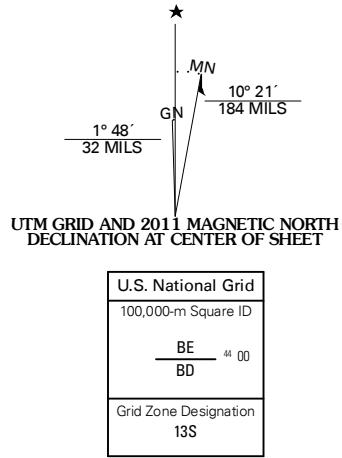 ★
MN
GN
10° 21´
184 MILS
1° 48´
32 MILS
UTM GRID AND 2011 MAGNETIC NORTH
DECLINATION AT CENTER OF SHEET
U.S. National Grid
100,000-m Square ID
BE
44 00
BD
Grid Zone Designation
13S